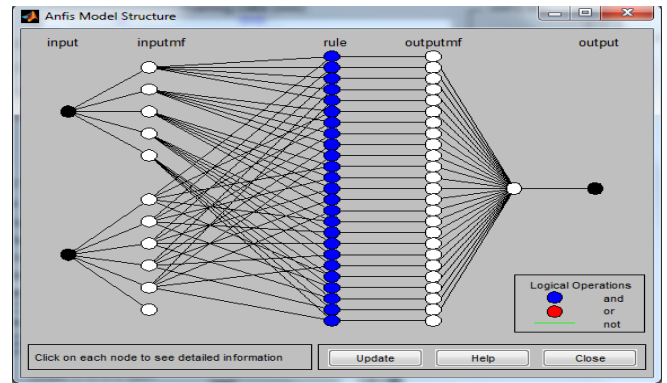 Anfis Model Structure
input inputmf rule outputmf output
Logical Operations
and
or
not
Click on each node to see detailed information
Update Help Close